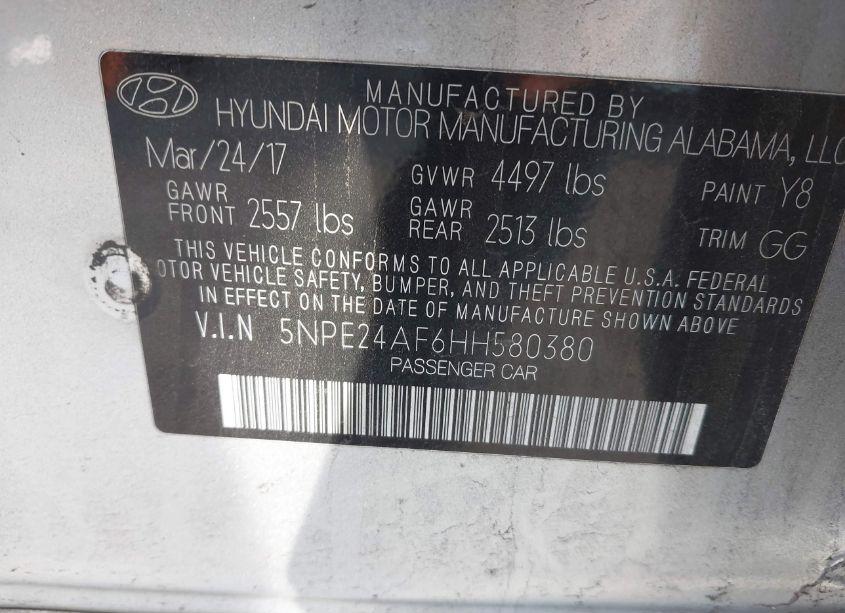 MANUFACTURED BY
HYUNDAI MOTOR MANUFACTURING ALABAMA, LLC
Mar/24/17 GVWR 4497 lbs PAINT Y8
GAWR FRONT 2557 lbs GAWR REAR 2513 lbs TRIM GG
THIS VEHICLE CONFORMS TO ALL APPLICABLE U.S.A. FEDERAL
OTOR VEHICLE SAFETY, BUMPER, AND THEFT PREVENTION STANDARDS
IN EFFECT ON THE DATE OF MANUFACTURE SHOWN ABOVE
V.I.N 5NPE24AF6HH580380
PASSENGER CAR